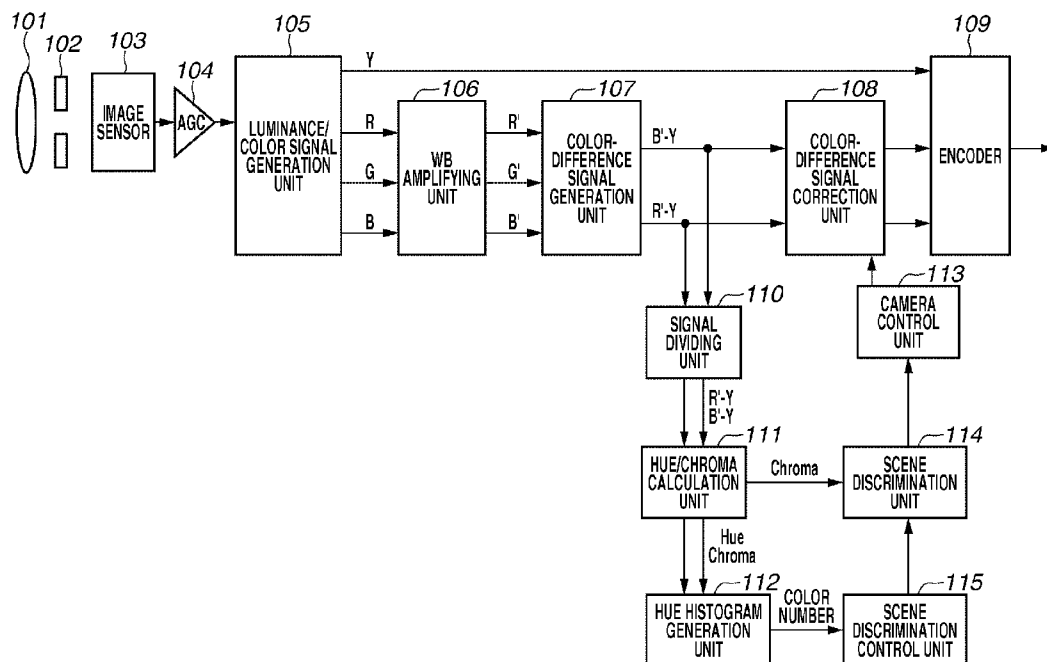 101
102
103
104
105
106
107
108
109
IMAGE
SENSOR
AGC
LUMINANCE/
COLOR SIGNAL
GENERATION
UNIT
Y
R
G
B
WB
AMPLIFYING
UNIT
R'
G'
B'
COLOR-
DIFFERENCE
SIGNAL
GENERATION
UNIT
B'-Y
R'-Y
COLOR-
DIFFERENCE
SIGNAL
CORRECTION
UNIT
ENCODER
110
SIGNAL
DIVIDING
UNIT
113
CAMERA
CONTROL
UNIT
R'-Y
B'-Y
111
HUE/CHROMA
CALCULATION
UNIT
Chroma
114
SCENE
DISCRIMINATION
UNIT
Hue
Chroma
112
HUE HISTOGRAM
GENERATION
UNIT
COLOR
NUMBER
115
SCENE
DISCRIMINATION
CONTROL UNIT